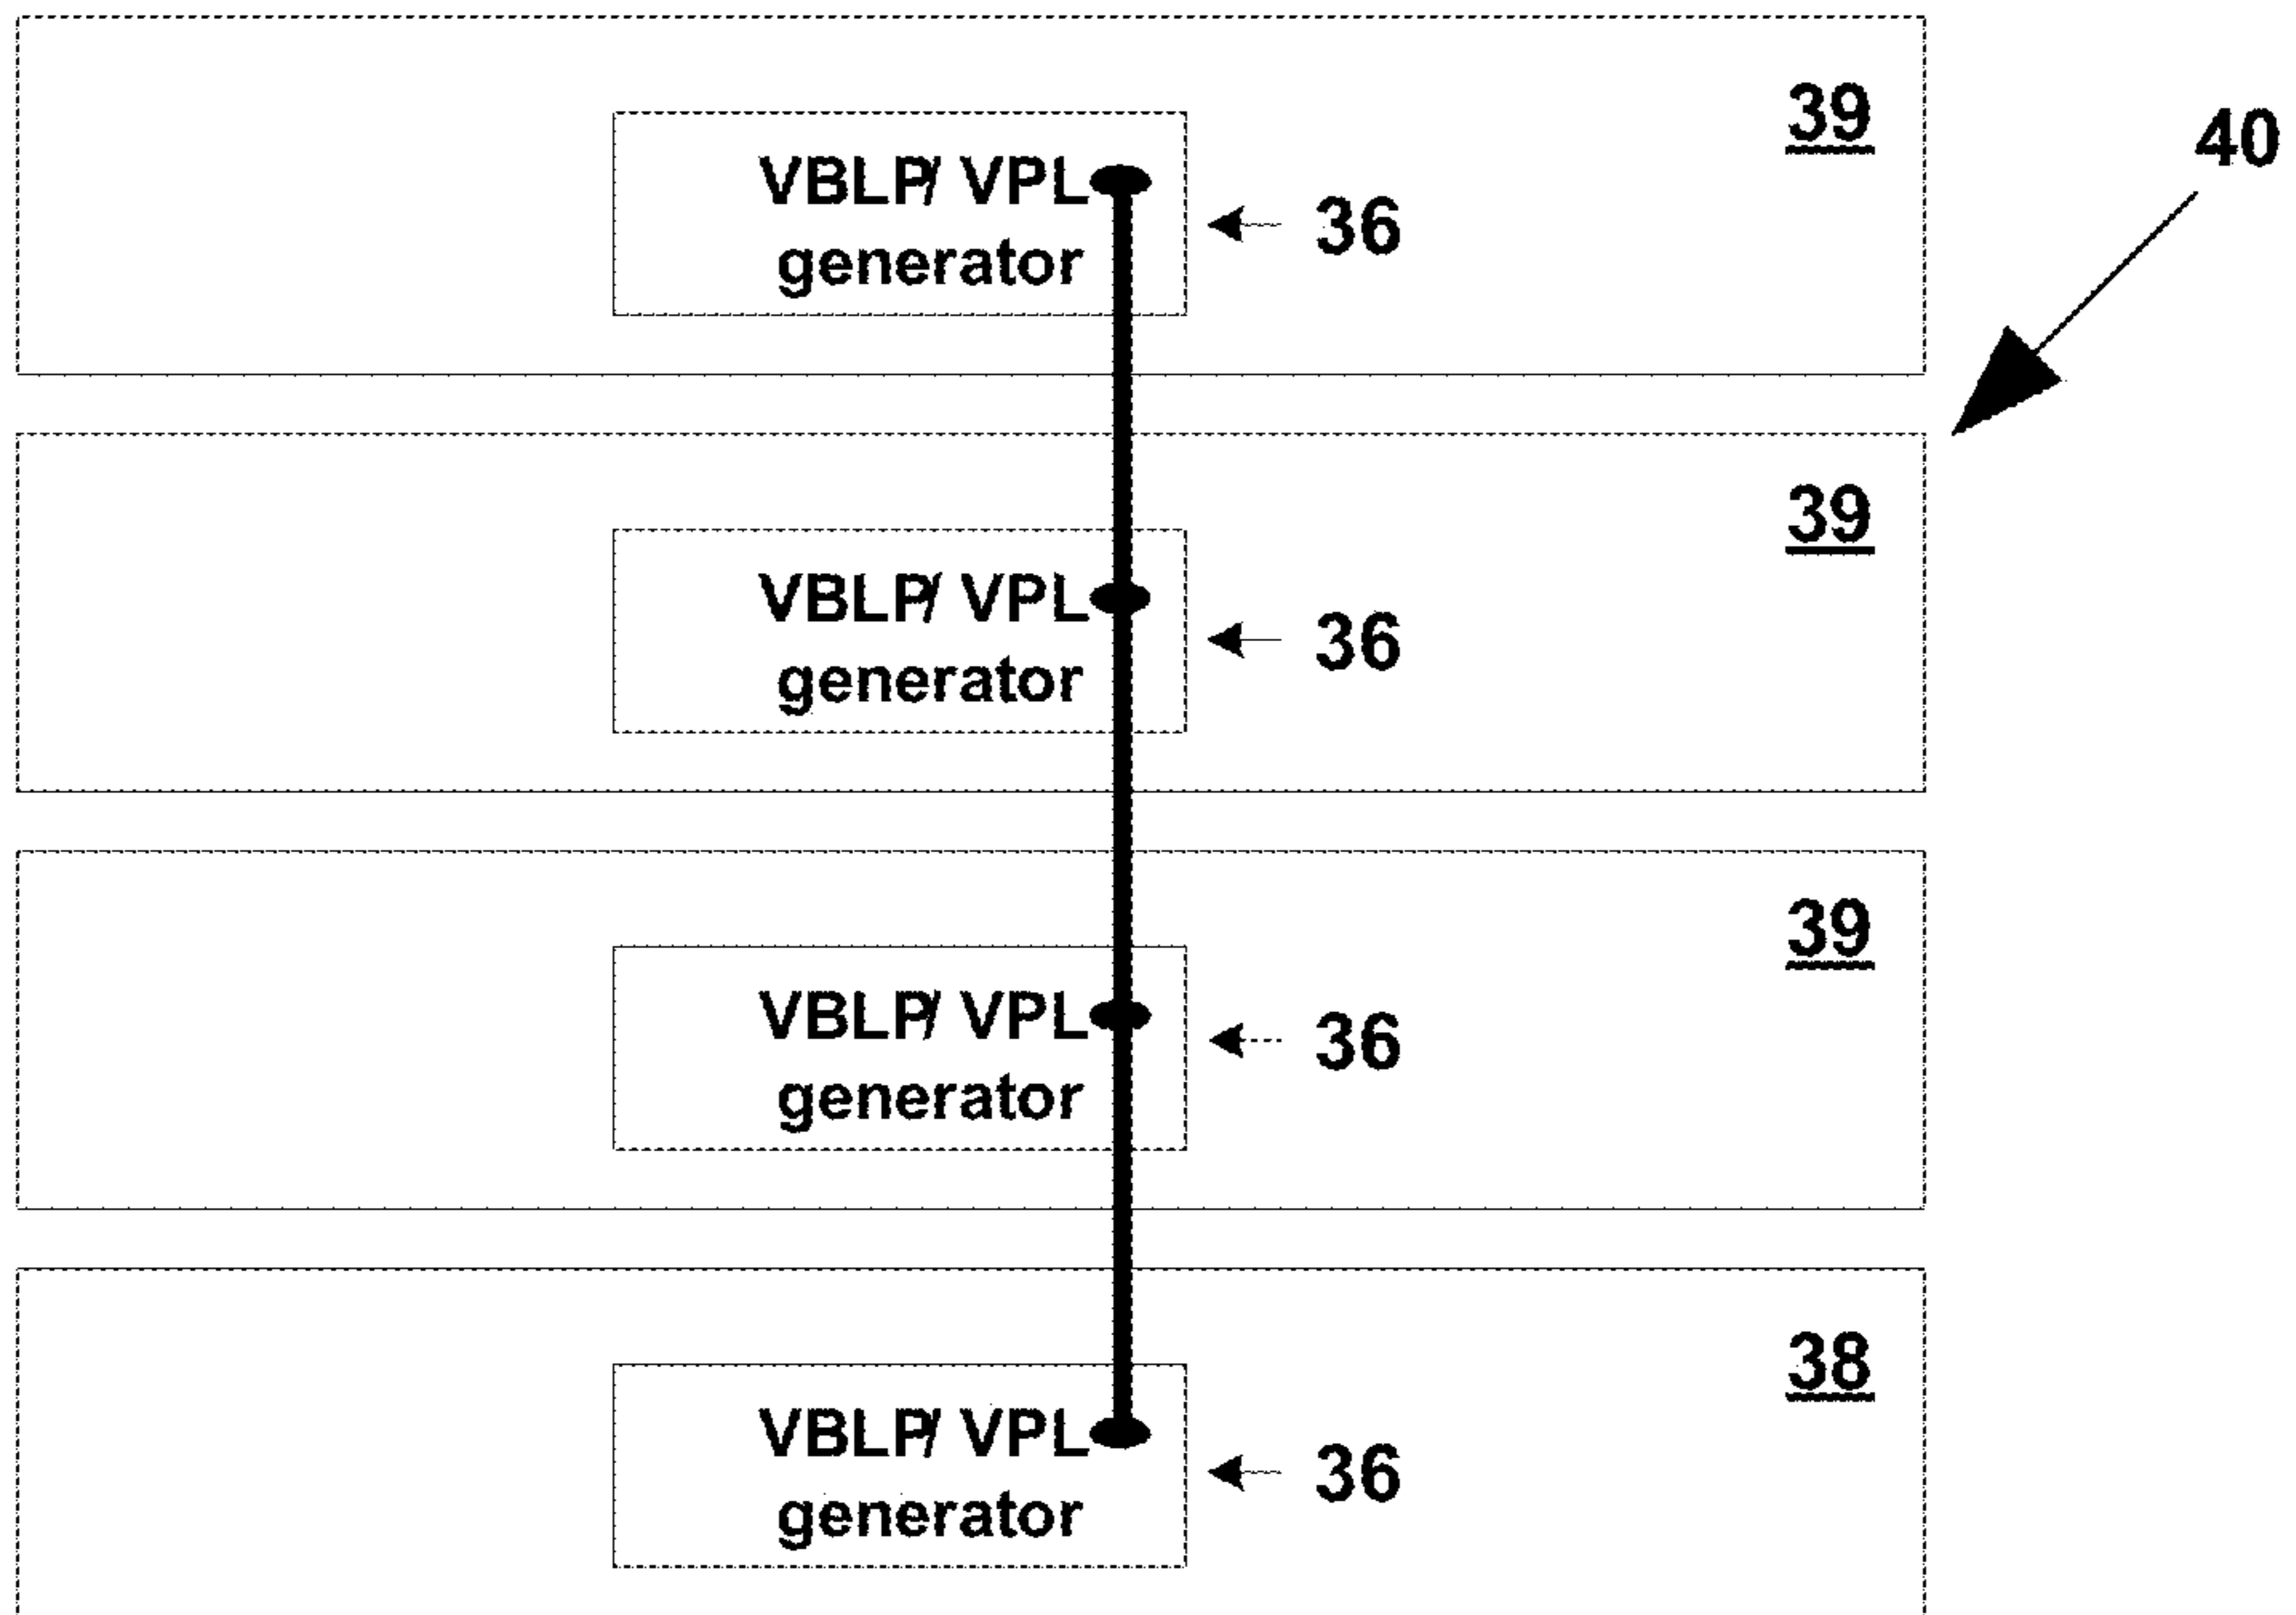 39
40
VBLP/ VPL
generator
36
39
VBLP/ VPL
generator
36
39
VBLP/ VPL
generator
36
38
VBLP/ VPL
generator
36